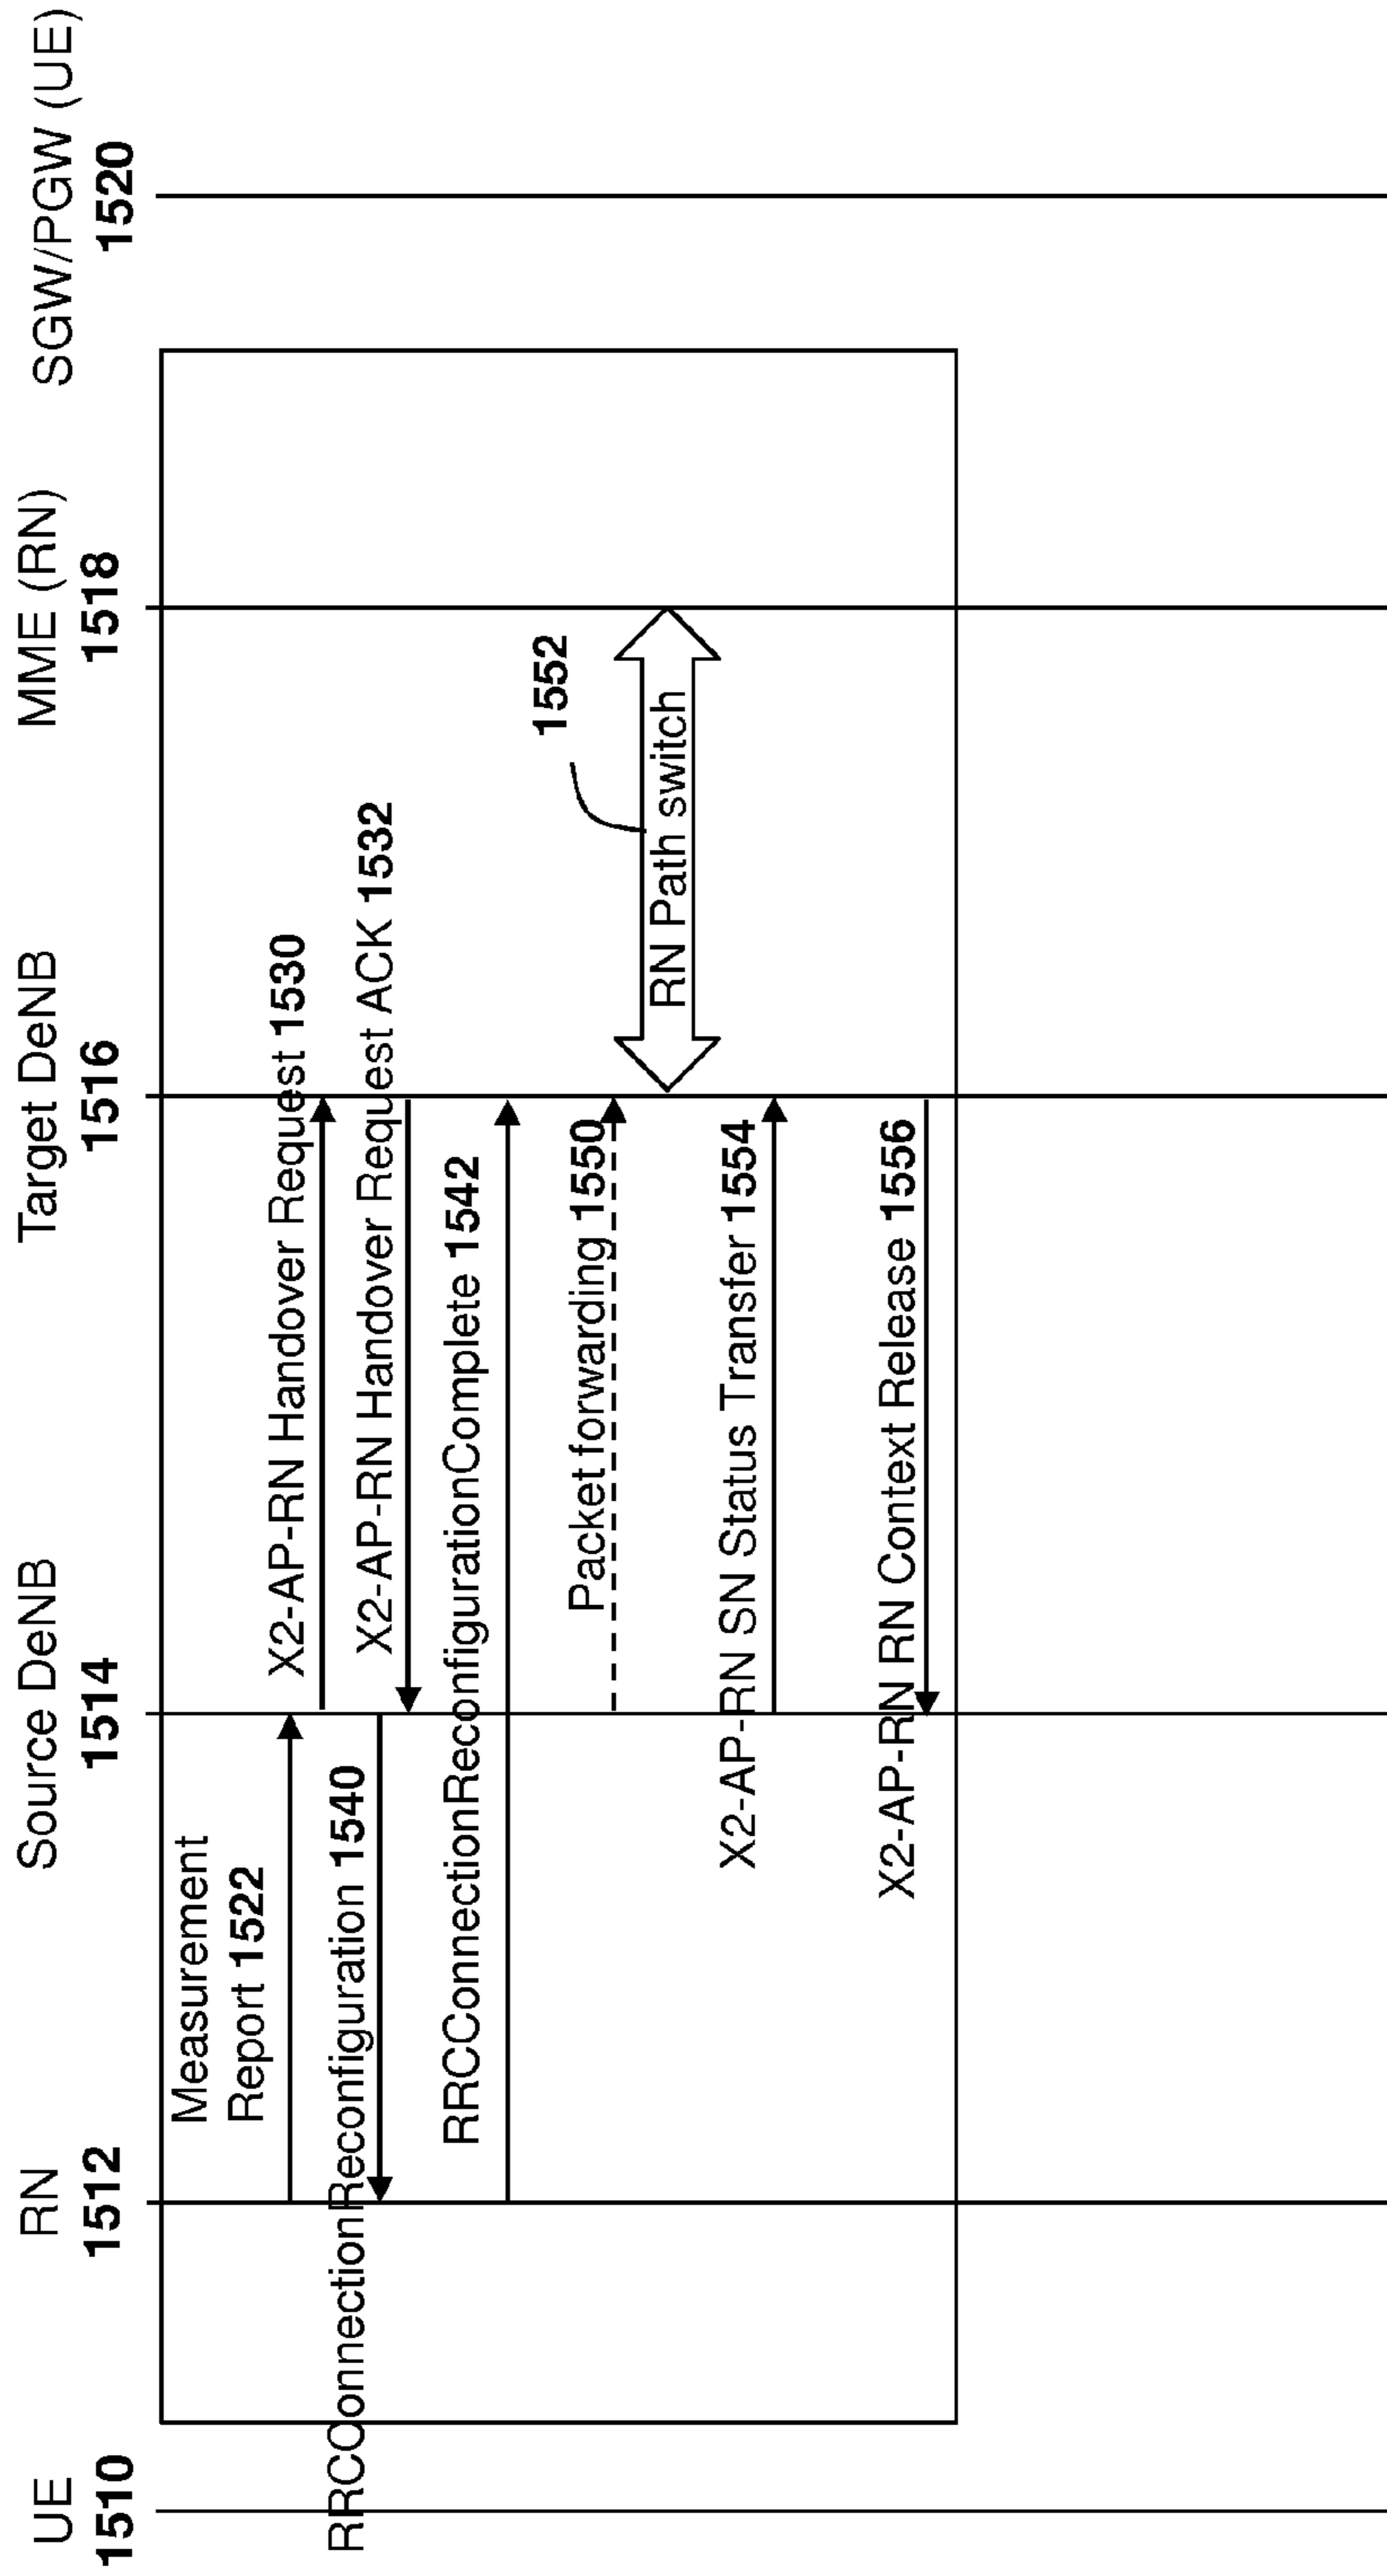 UE
1510
RN
1512
Source DeNB
1514
Target DeNB
1516
MME (RN)
1518
SGW/PGW (UE)
1520
Measurement
Report 1522
X2-AP-RN Handover Request 1530
RRCConnectionReconfiguration 1540
X2-AP-RN Handover Request ACK 1532
RRCConnectionReconfigurationComplete 1542
1552
Packet forwarding 1550
RN Path switch
X2-AP-RN SN Status Transfer 1554
X2-AP-RN RN Context Release 1556